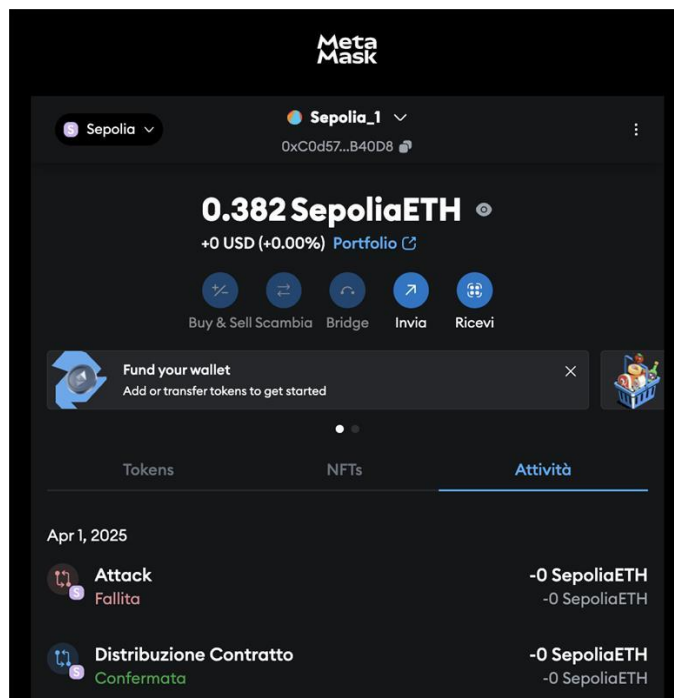 Meta
Mask
S Sepolia
Sepolia_1
0xC0d57...B40D8
0.382 SepoliaETH
+0 USD (+0.00%) Portfolio
Buy & Sell Scambia Bridge Invia Ricevi
Fund your wallet
Add or transfer tokens to get started
Tokens NFTs Attività
Apr 1, 2025
Attack -0 SepoliaETH
S Fallita -0 SepoliaETH
Distribuzione Contratto -0 SepoliaETH
S Confermata -0 SepoliaETH